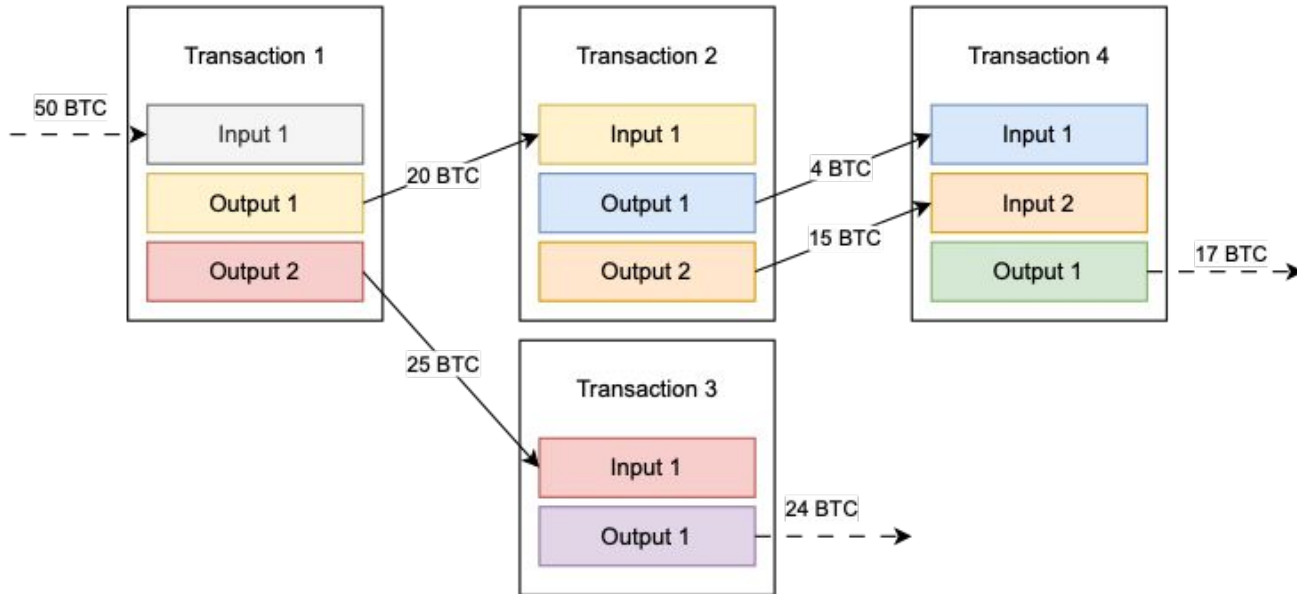 Transaction 1
50 BTC
Input 1
Output 1
Output 2
20 BTC
25 BTC
Transaction 2
Input 1
Output 1
Output 2
4 BTC
15 BTC
Transaction 4
Input 1
Input 2
Output 1
17 BTC
Transaction 3
Input 1
Output 1
24 BTC